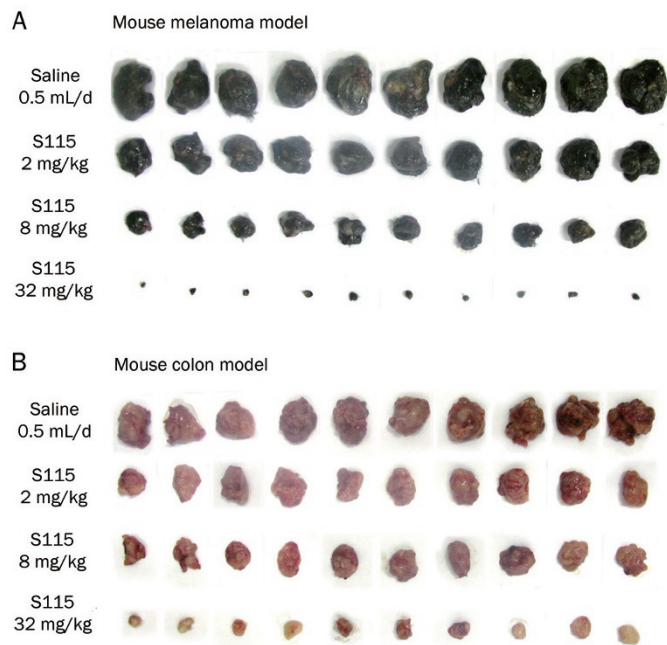 A
Mouse melanoma model
Saline
0.5 mL/d
S115
2 mg/kg
S115
8 mg/kg
S115
32 mg/kg
B
Mouse colon model
Saline
0.5 mL/d
S115
2 mg/kg
S115
8 mg/kg
S115
32 mg/kg